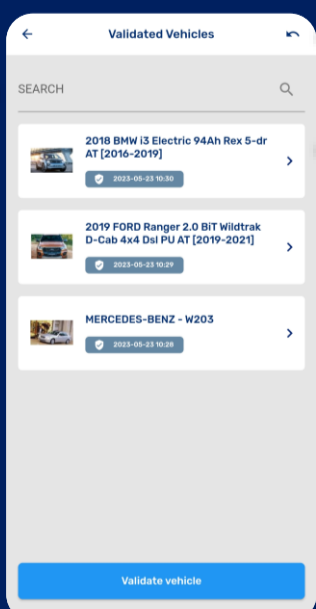 Validated Vehicles
SEARCH
2018 BMW i3 Electric 94Ah Rex 5-dr
AT [2016-2019]
2023-05-23 10:30
2019 FORD Ranger 2.0 BiT Wildtrak
D-Cab 4x4 Dsl PU AT [2019-2021]
2023-05-23 10:29
MERCEDES-BENZ - W203
2023-05-23 10:28
Validate vehicle